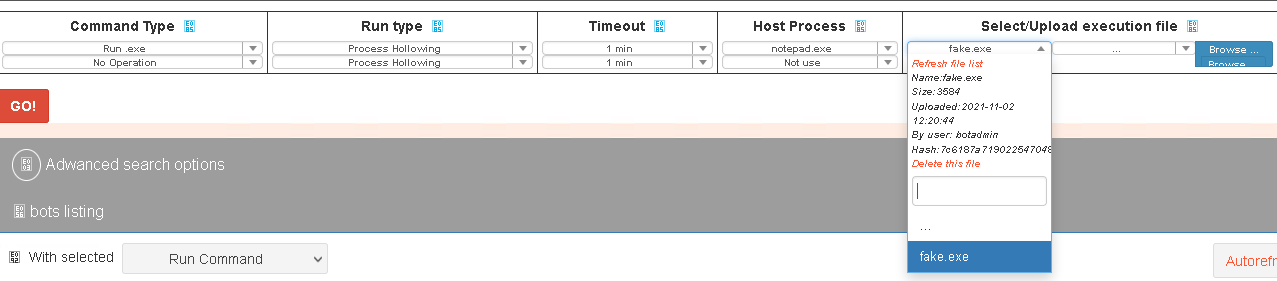 Command Type Run type Timeout Host Process Select/Upload execution file
Run .exe Process Hollowing 1 min notepad.exe fake.exe ... Browse ...
No Operation Process Hollowing 1 min Not use Browse ...
Refresh file list
Name:fake.exe
Size:3584
Uploaded:2021-11-02
12:20:44
By user: botadmin
Hash:7c6187a719022547048
Delete this file
...
fake.exe
GO!
Adwanced search options
bots listing
With selected Run Command Autorefr